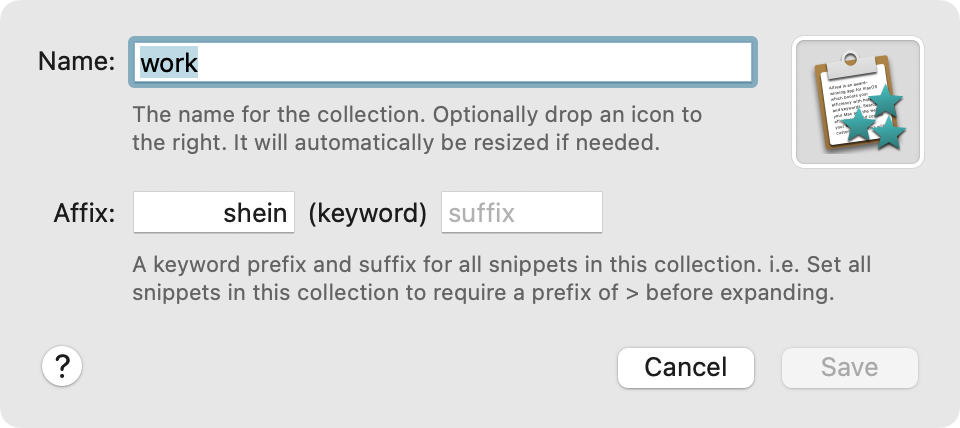 Name: work
The name for the collection. Optionally drop an icon to
the right. It will automatically be resized if needed.
Affix: shein (keyword) suffix
A keyword prefix and suffix for all snippets in this collection. i.e. Set all
snippets in this collection to require a prefix of > before expanding.
? Cancel Save